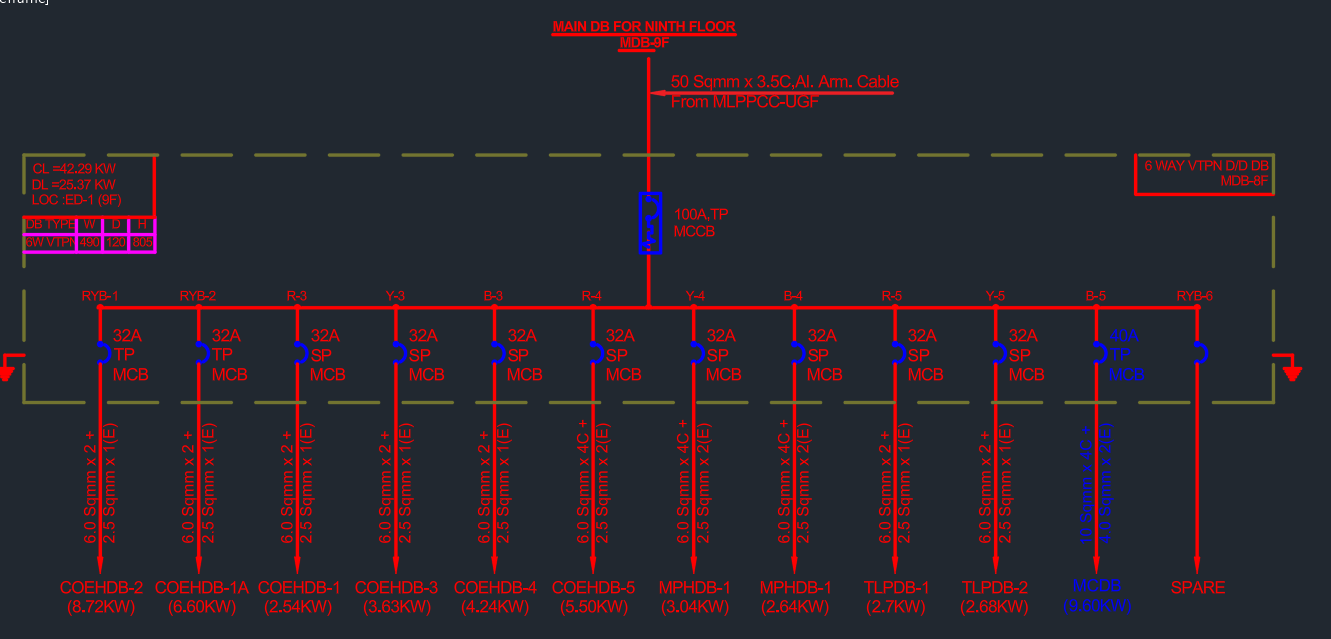 MAIN DB FOR NINTH FLOOR
MDB-9F
50 Sqmm x 3.5C,Al. Arm. Cable
From MLPPCC-UGF
CL =42.29 KW
DL =25.37 KW
LOC :ED-1 (9F)
DB TYPE W D H
6W VTPN 490 120 805
6 WAY VTPN D/D DB
MDB-8F
100A,TP
MCCB
RYB-1 RYB-2 R-3 Y-3 B-3 R-4 Y-4 B-4 R-5 Y-5 B-5 RYB-6
32A 32A 32A 32A 32A 32A 32A 32A 32A 32A 40A
TP TP SP SP SP SP SP SP SP SP TP
MCB MCB MCB MCB MCB MCB MCB MCB MCB MCB MCB
6.0 Sqmm x 2 +
2.5 Sqmm x 1(E)
6.0 Sqmm x 2 +
2.5 Sqmm x 1(E)
6.0 Sqmm x 2 +
2.5 Sqmm x 1(E)
6.0 Sqmm x 2 +
2.5 Sqmm x 1(E)
6.0 Sqmm x 2 +
2.5 Sqmm x 1(E)
6.0 Sqmm x 4C +
2.5 Sqmm x 2(E)
6.0 Sqmm x 4C +
2.5 Sqmm x 2(E)
6.0 Sqmm x 4C +
2.5 Sqmm x 2(E)
6.0 Sqmm x 2 +
2.5 Sqmm x 1(E)
6.0 Sqmm x 2 +
2.5 Sqmm x 1(E)
10 Sqmm x 4C +
4.0 Sqmm x 2(E)
COEHDB-2 COEHDB-1A COEHDB-1 COEHDB-3 COEHDB-4 COEHDB-5 MPHDB-1 MPHDB-1 TLPDB-1 TLPDB-2 MCDB SPARE
(8.72KW) (6.60KW) (2.54KW) (3.63KW) (4.24KW) (5.50KW) (3.04KW) (2.64KW) (2.7KW) (2.68KW) (9.60KW)